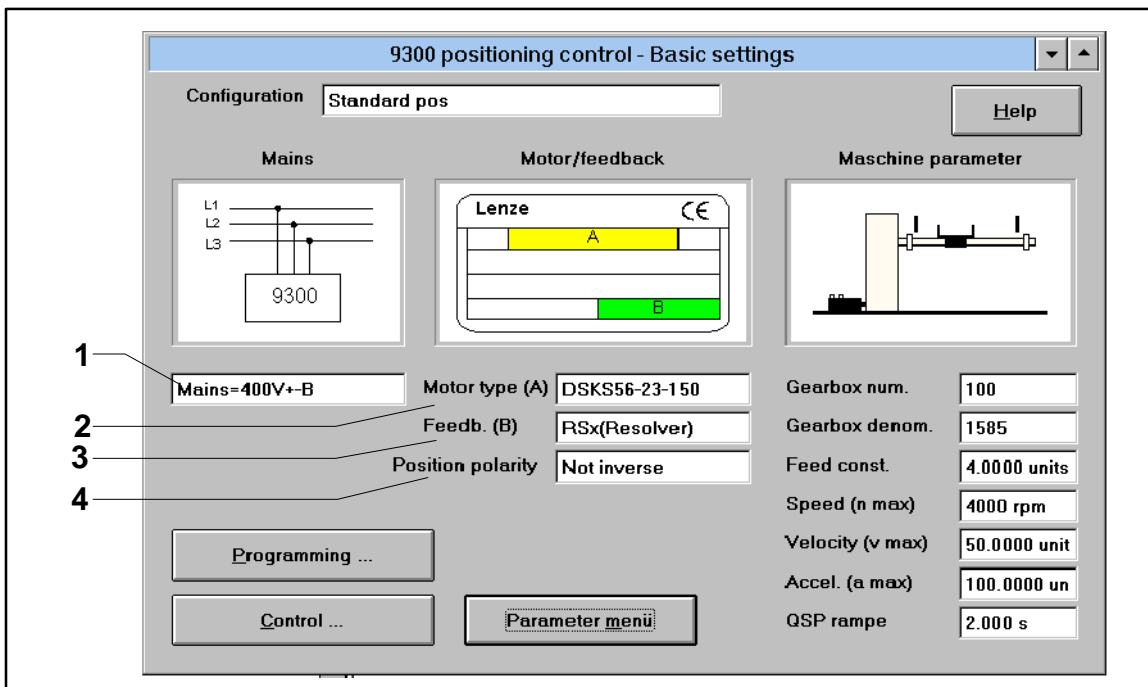 9300 positioning control - Basic settings
Configuration Standard pos Help
Mains Motor/feedback Maschine parameter
L1
L2
L3
9300
Lenze CE
A
B
1
Mains=400V+-B Motor type (A) DSKS56-23-150 Gearbox num. 100
2
Feedb. (B) RSx(Resolver) Gearbox denom. 1585
3
Position polarity Not inverse Feed const. 4.0000 units
4
Speed (n max) 4000 rpm
Velocity (v max) 50.0000 unit
Programming ...
Accel. (a max) 100.0000 un
Control ... Parameter menü QSP rampe 2.000 s